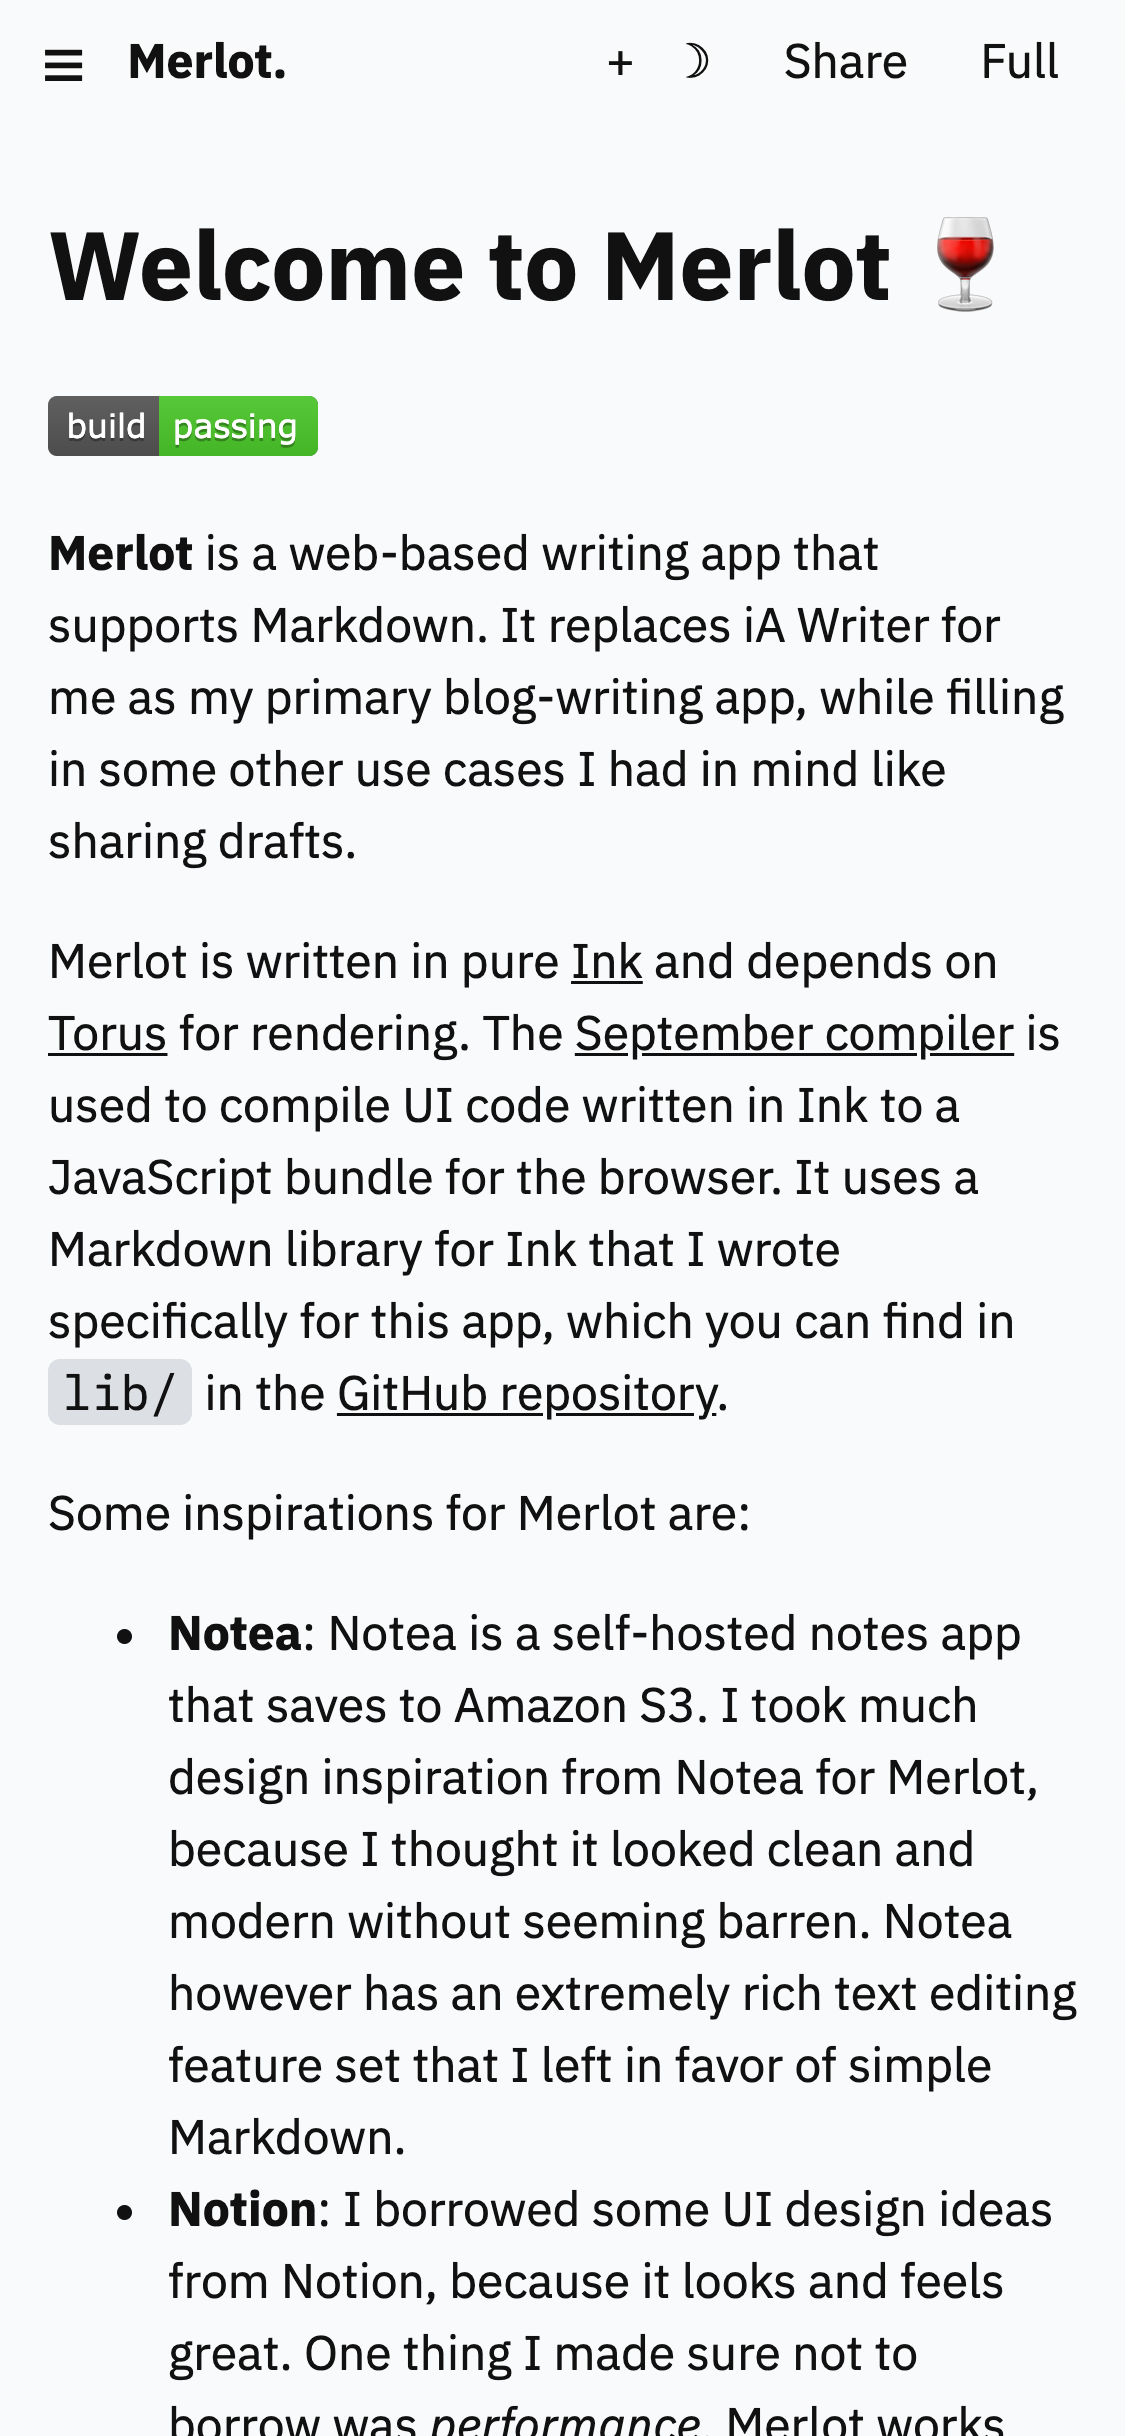 Merlot. + ☽ Share Full
Welcome to Merlot 🍷
build passing
Merlot is a web-based writing app that
supports Markdown. It replaces iA Writer for
me as my primary blog-writing app, while filling
in some other use cases I had in mind like
sharing drafts.
Merlot is written in pure Ink and depends on
Torus for rendering. The September compiler is
used to compile UI code written in Ink to a
JavaScript bundle for the browser. It uses a
Markdown library for Ink that I wrote
specifically for this app, which you can find in
lib/ in the GitHub repository.
Some inspirations for Merlot are:
• Notea: Notea is a self-hosted notes app
that saves to Amazon S3. I took much
design inspiration from Notea for Merlot,
because I thought it looked clean and
modern without seeming barren. Notea
however has an extremely rich text editing
feature set that I left in favor of simple
Markdown.
• Notion: I borrowed some UI design ideas
from Notion, because it looks and feels
great. One thing I made sure not to
borrow was performance. Merlot works